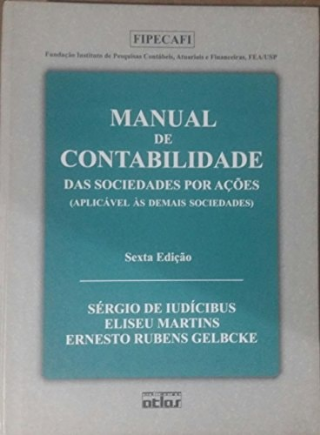 FIPECAFI
Fundação Instituto de Pesquisas Contábeis, Atuariais e Financeiras, FEA/USP
MANUAL
DE
CONTABILIDADE
DAS SOCIEDADES POR AÇÕES
(APLICÁVEL ÀS DEMAIS SOCIEDADES)
Sexta Edição
SÉRGIO DE IUDÍCIBUS
ELISEU MARTINS
ERNESTO RUBENS GELBCKE
atlas